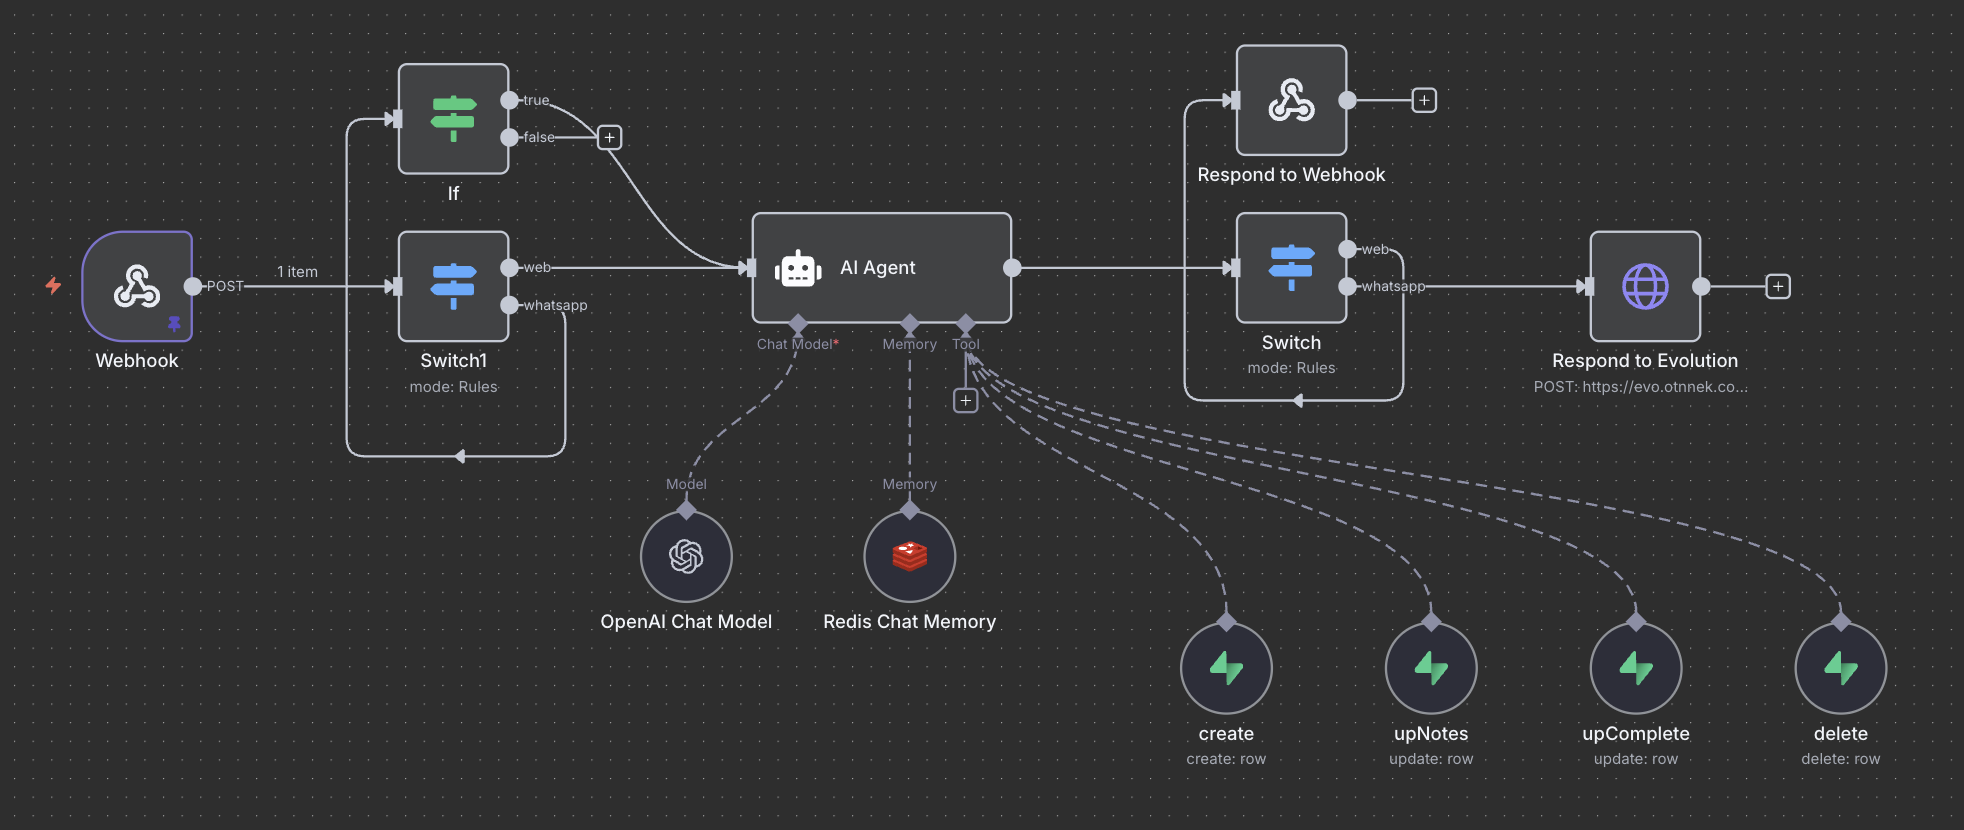 true
false
If
POST
1 item
Webhook
web
whatsapp
Switch1
mode: Rules
AI Agent
Chat Model*
Memory
Tool
Model
OpenAI Chat Model
Memory
Redis Chat Memory
Respond to Webhook
web
whatsapp
Switch
mode: Rules
Respond to Evolution
POST: https://evo.otnnek.co...
create
create: row
upNotes
update: row
upComplete
update: row
delete
delete: row